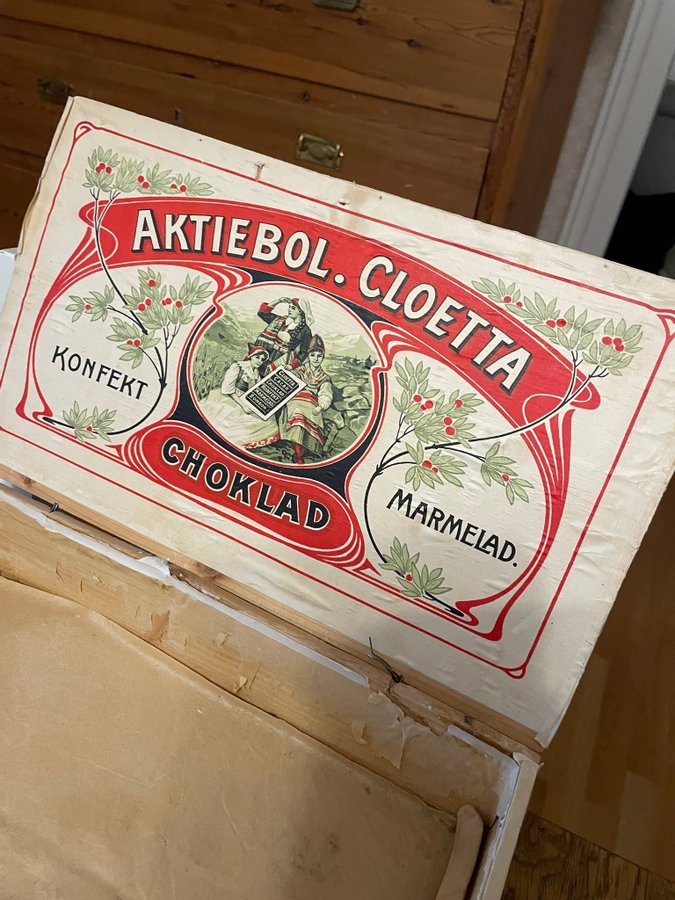 AKTIEBOL. CLOETTA
KONFEKT
CHOKLAD
MARMELAD.